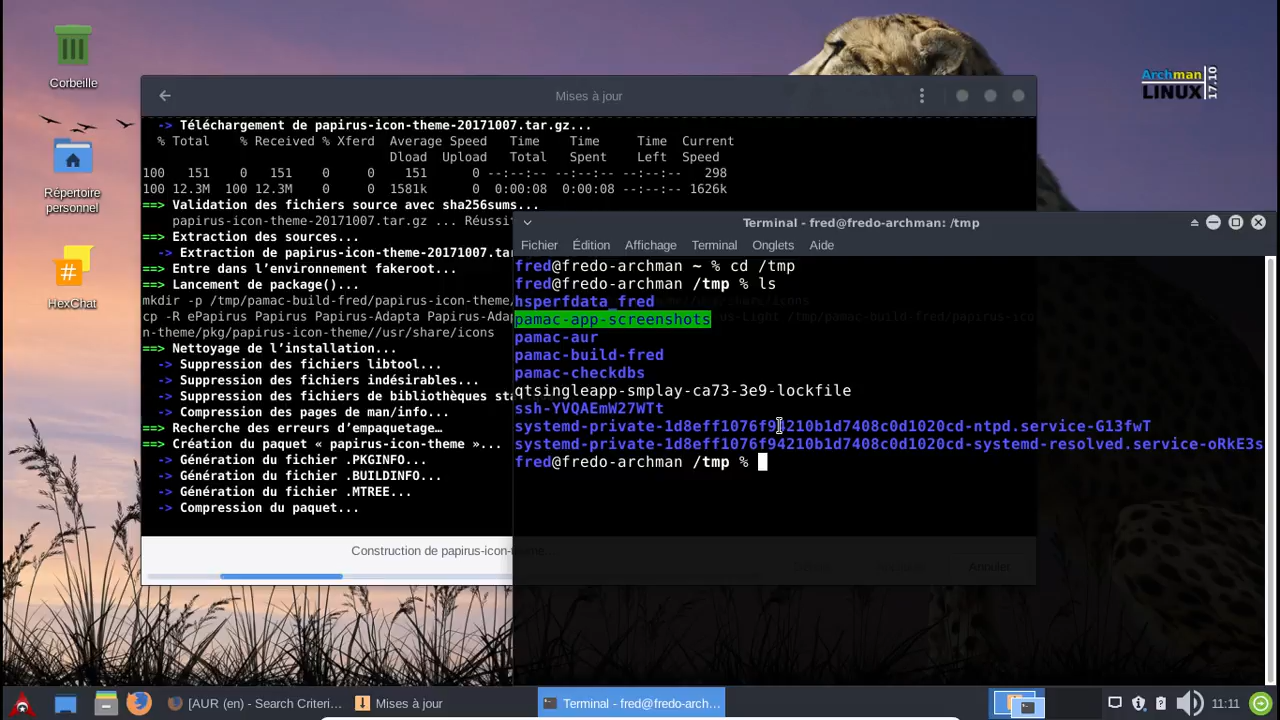 Corbeille
Répertoire
personnel
HexChat
Archman
LINUX
17.10
Mises à jour
-> Téléchargement de papirus-icon-theme-20171007.tar.gz...
% Total % Received % Xferd Average Speed Time Time Time Current
Dload Upload Total Spent Left Speed
100 151 0 151 0 0 151 0 --:--:-- --:--:-- --:--:-- 298
100 12.3M 100 12.3M 0 0 1581k 0 0:00:08 0:00:08 --:--:-- 1626k
==> Validation des fichiers source avec sha256sums...
papirus-icon-theme-20171007.tar.gz ... Réussi
==> Extraction des sources...
-> Extraction de papirus-icon-theme-20171007.tar
==> Entre dans l’environnement fakeroot...
==> Lancement de package()...
mkdir -p /tmp/pamac-build-fred/papirus-icon-theme/
cp -R ePapirus Papirus Papirus-Adapta Papirus-Adap
n-theme/pkg/papirus-icon-theme//usr/share/icons
==> Nettoyage de l’installation...
-> Suppression des fichiers libtool...
-> Suppression des fichiers indésirables...
-> Suppression des fichiers de bibliothèques sta
-> Compression des pages de man/info...
==> Recherche des erreurs d’empaquetage…
==> Création du paquet « papirus-icon-theme »...
-> Génération du fichier .PKGINFO...
-> Génération du fichier .BUILDINFO...
-> Génération du fichier .MTREE...
-> Compression du paquet...
Construction de papirus-icon-theme...
Annuler
Terminal - fred@fredo-archman: /tmp
Fichier Édition Affichage Terminal Onglets Aide
fred@fredo-archman ~ % cd /tmp
fred@fredo-archman /tmp % ls
hsperfdata_fred
pamac-app-screenshots
pamac-aur
pamac-build-fred
pamac-checkdbs
qtsingleapp-smplay-ca73-3e9-lockfile
ssh-YVQAEmW27WTt
systemd-private-1d8eff1076f94210b1d7408c0d1020cd-ntpd.service-G13fwT
systemd-private-1d8eff1076f94210b1d7408c0d1020cd-systemd-resolved.service-oRkE3s
fred@fredo-archman /tmp %
[AUR (en) - Search Criteri... Mises à jour Terminal - fred@fredo-arch... 11:11